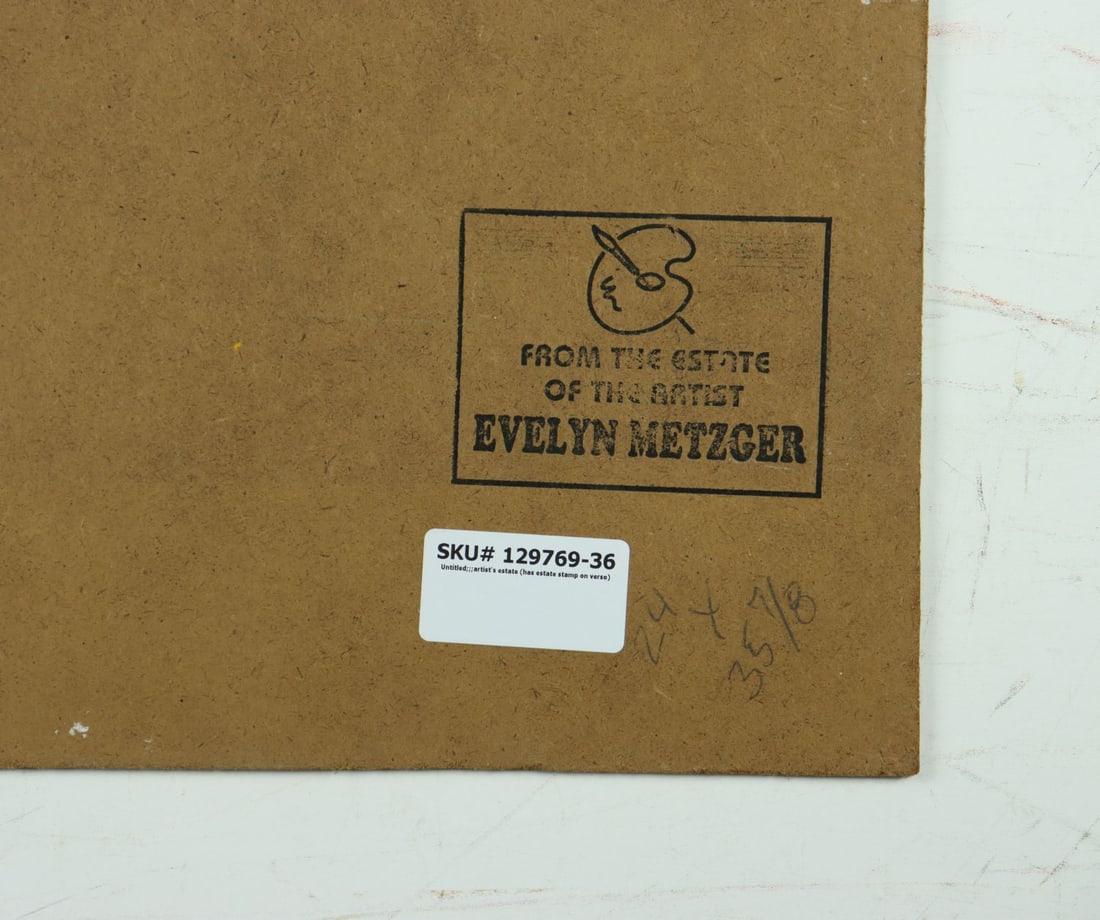 FROM THE ESTATE
OF THE ARTIST
EVELYN METZGER
SKU# 129769-36
Untitled;;;artist's estate (has estate stamp on verso)
24 x 35 7/8